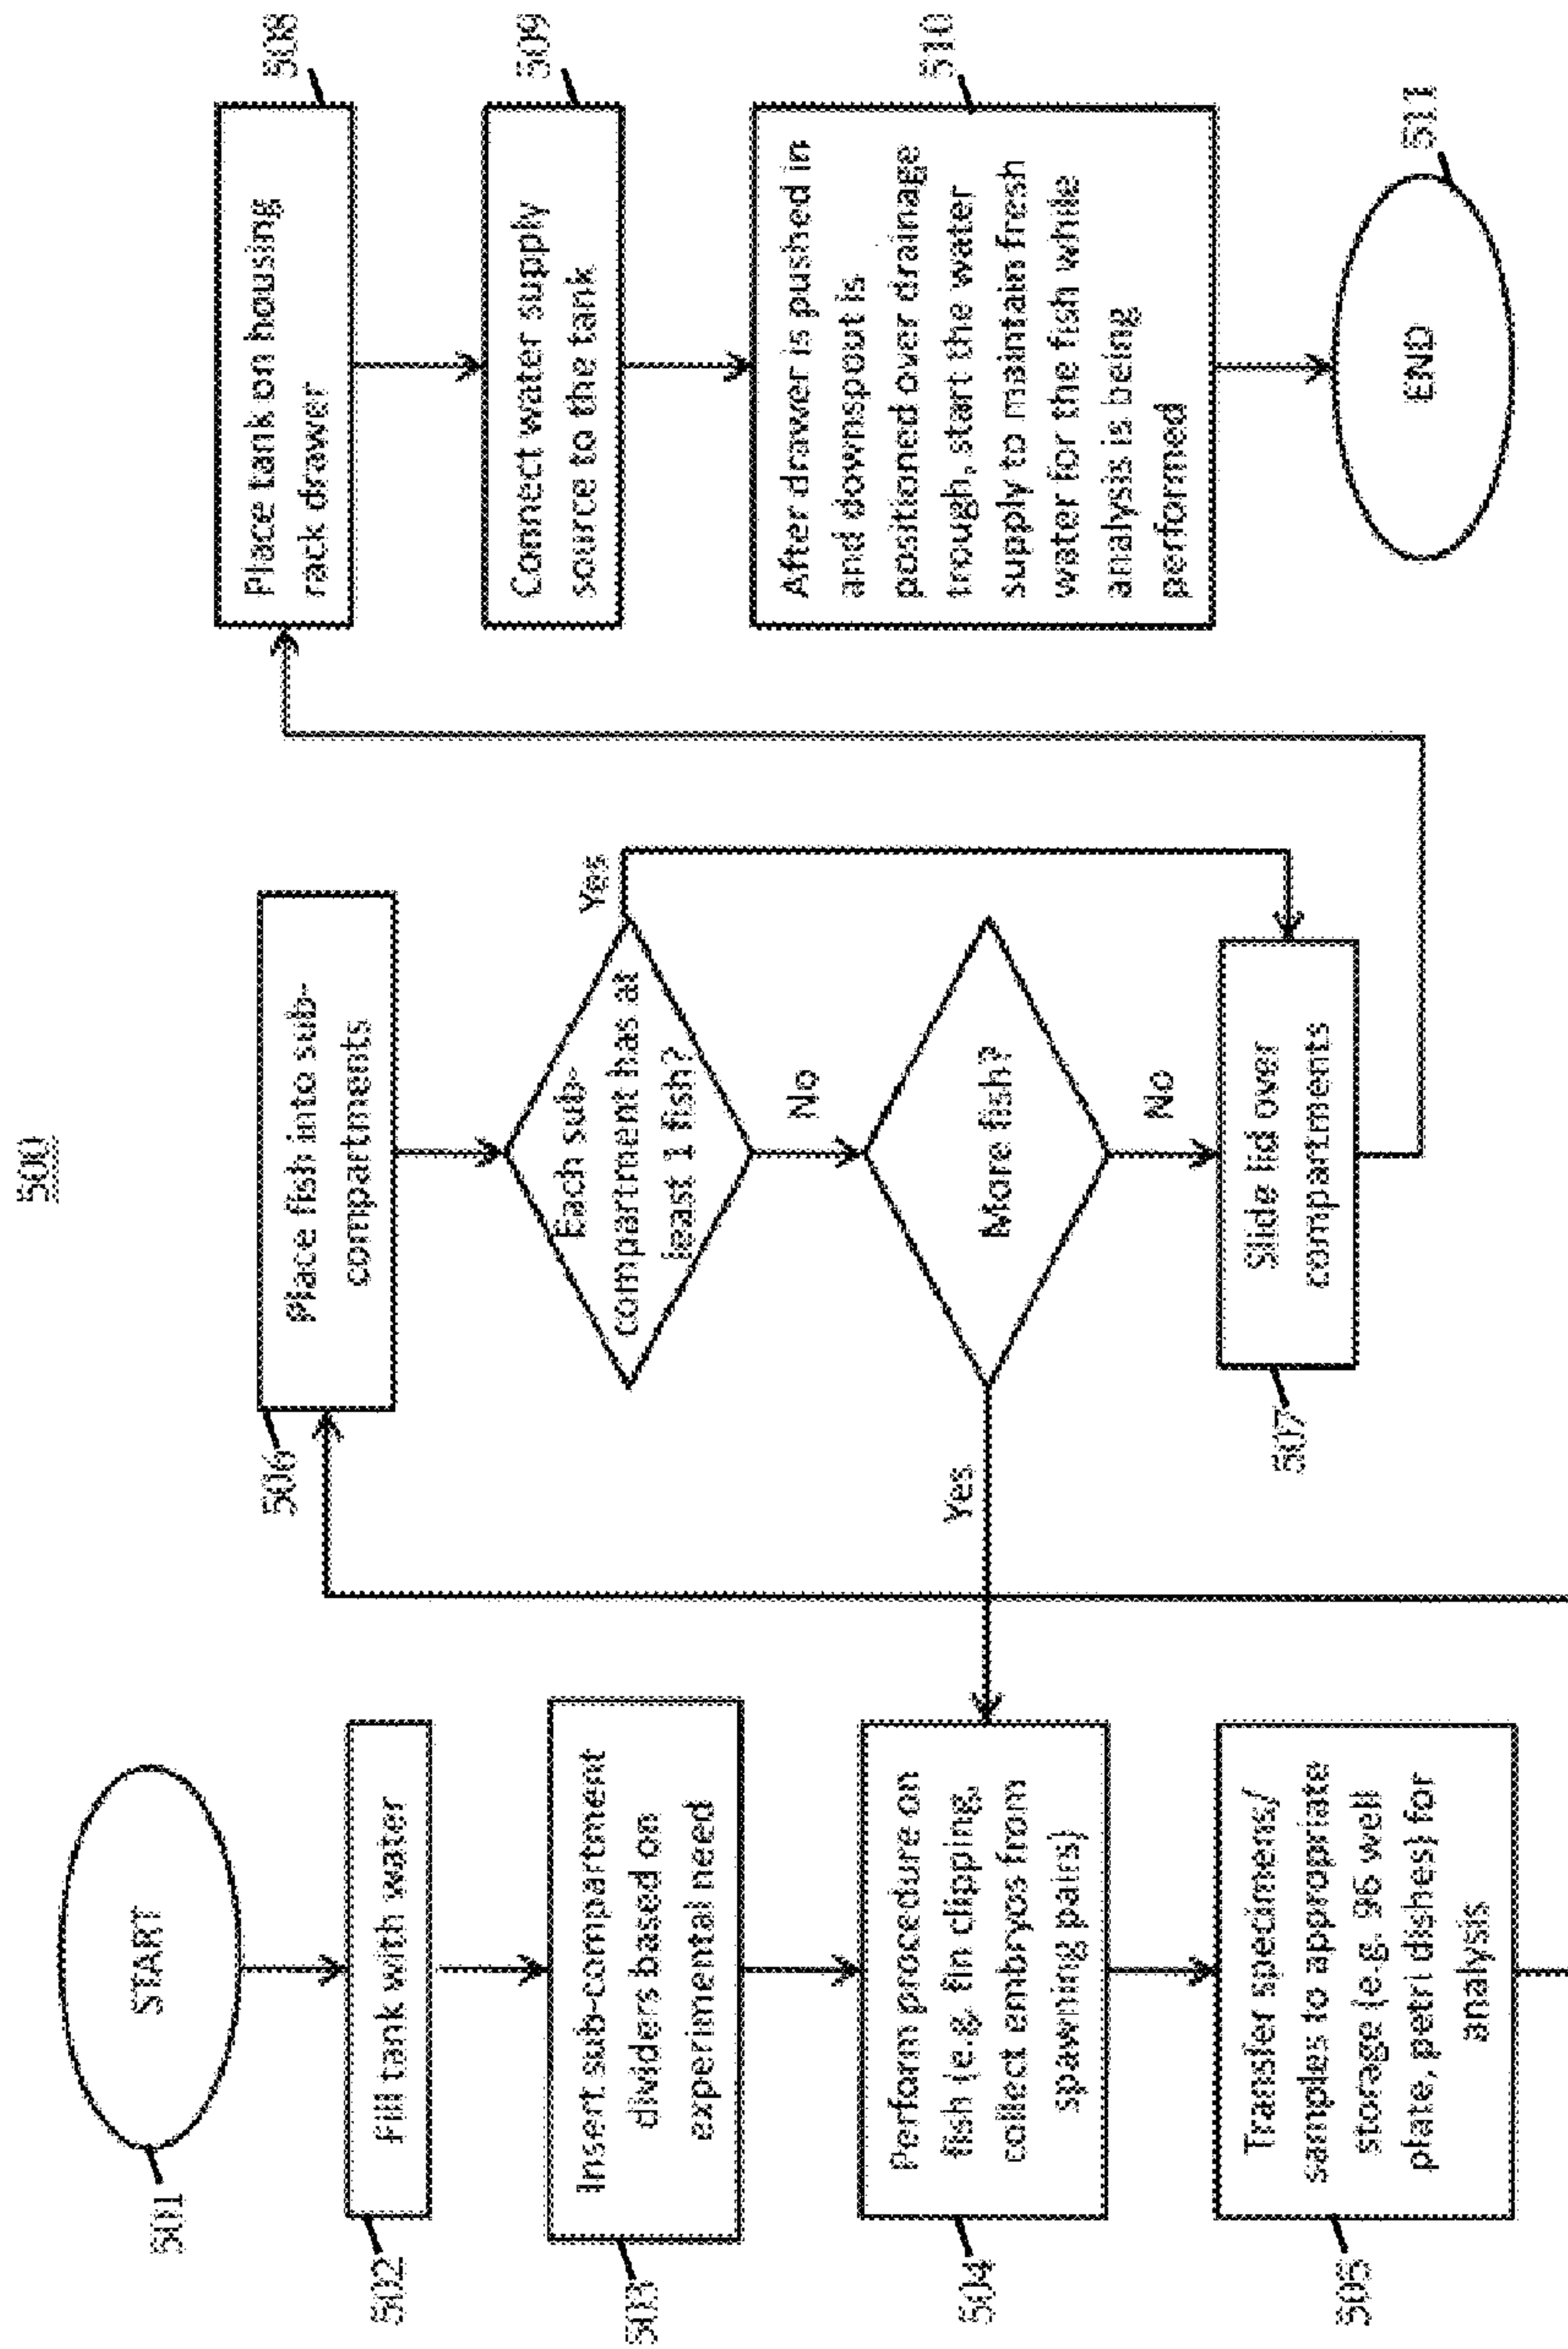 500
START
501
Fill tank with water
502
Insert sub-compartment
dividers based on
experimental need
503
Perform procedure on
fish (e.g. fin clipping,
collect embryos from
spawning pairs)
504
Transfer specimens/
samples to appropriate
storage (e.g. 96 well
plate, petri dishes) for
analysis
505
Place fish into sub-
compartments
506
Each sub-
compartment has at
least 1 fish?
Yes
No
More fish?
Yes
No
Slide lid over
compartments
507
Place tank on housing
rack drawer
508
Connect water supply
source to the tank
509
After drawer is pushed in
and downspout is
positioned over drainage
trough, start the water
supply to maintain fresh
water for the fish while
analysis is being
performed
510
END
511